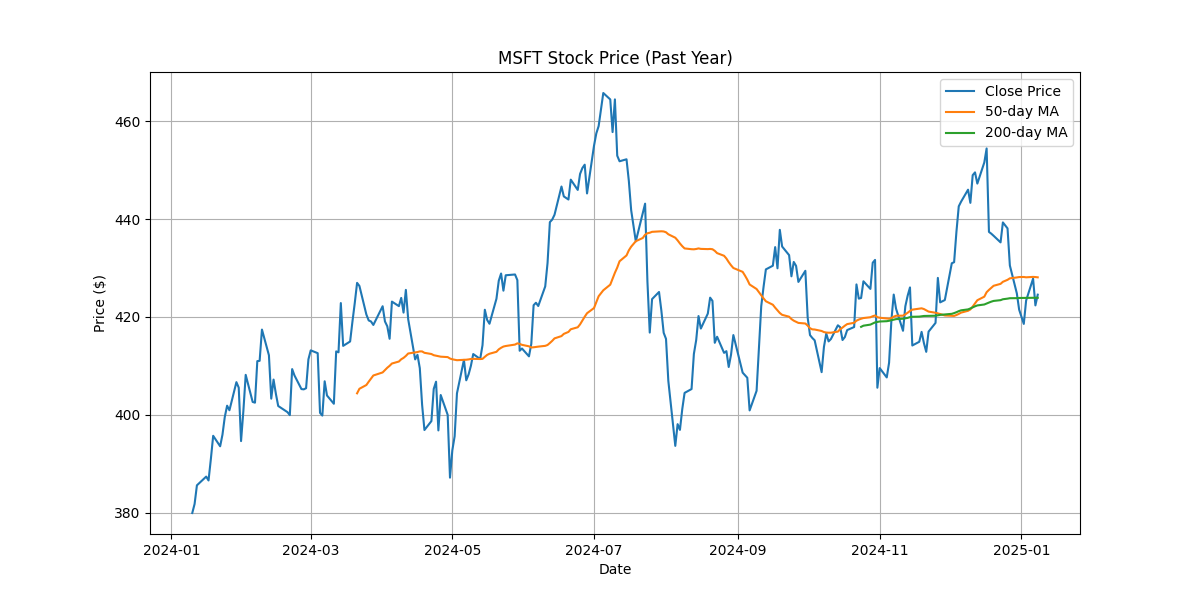 MSFT Stock Price (Past Year)
Close Price
50-day MA
200-day MA
Price ($)
460
440
420
400
380
2024-01 2024-03 2024-05 2024-07 2024-09 2024-11 2025-01
Date